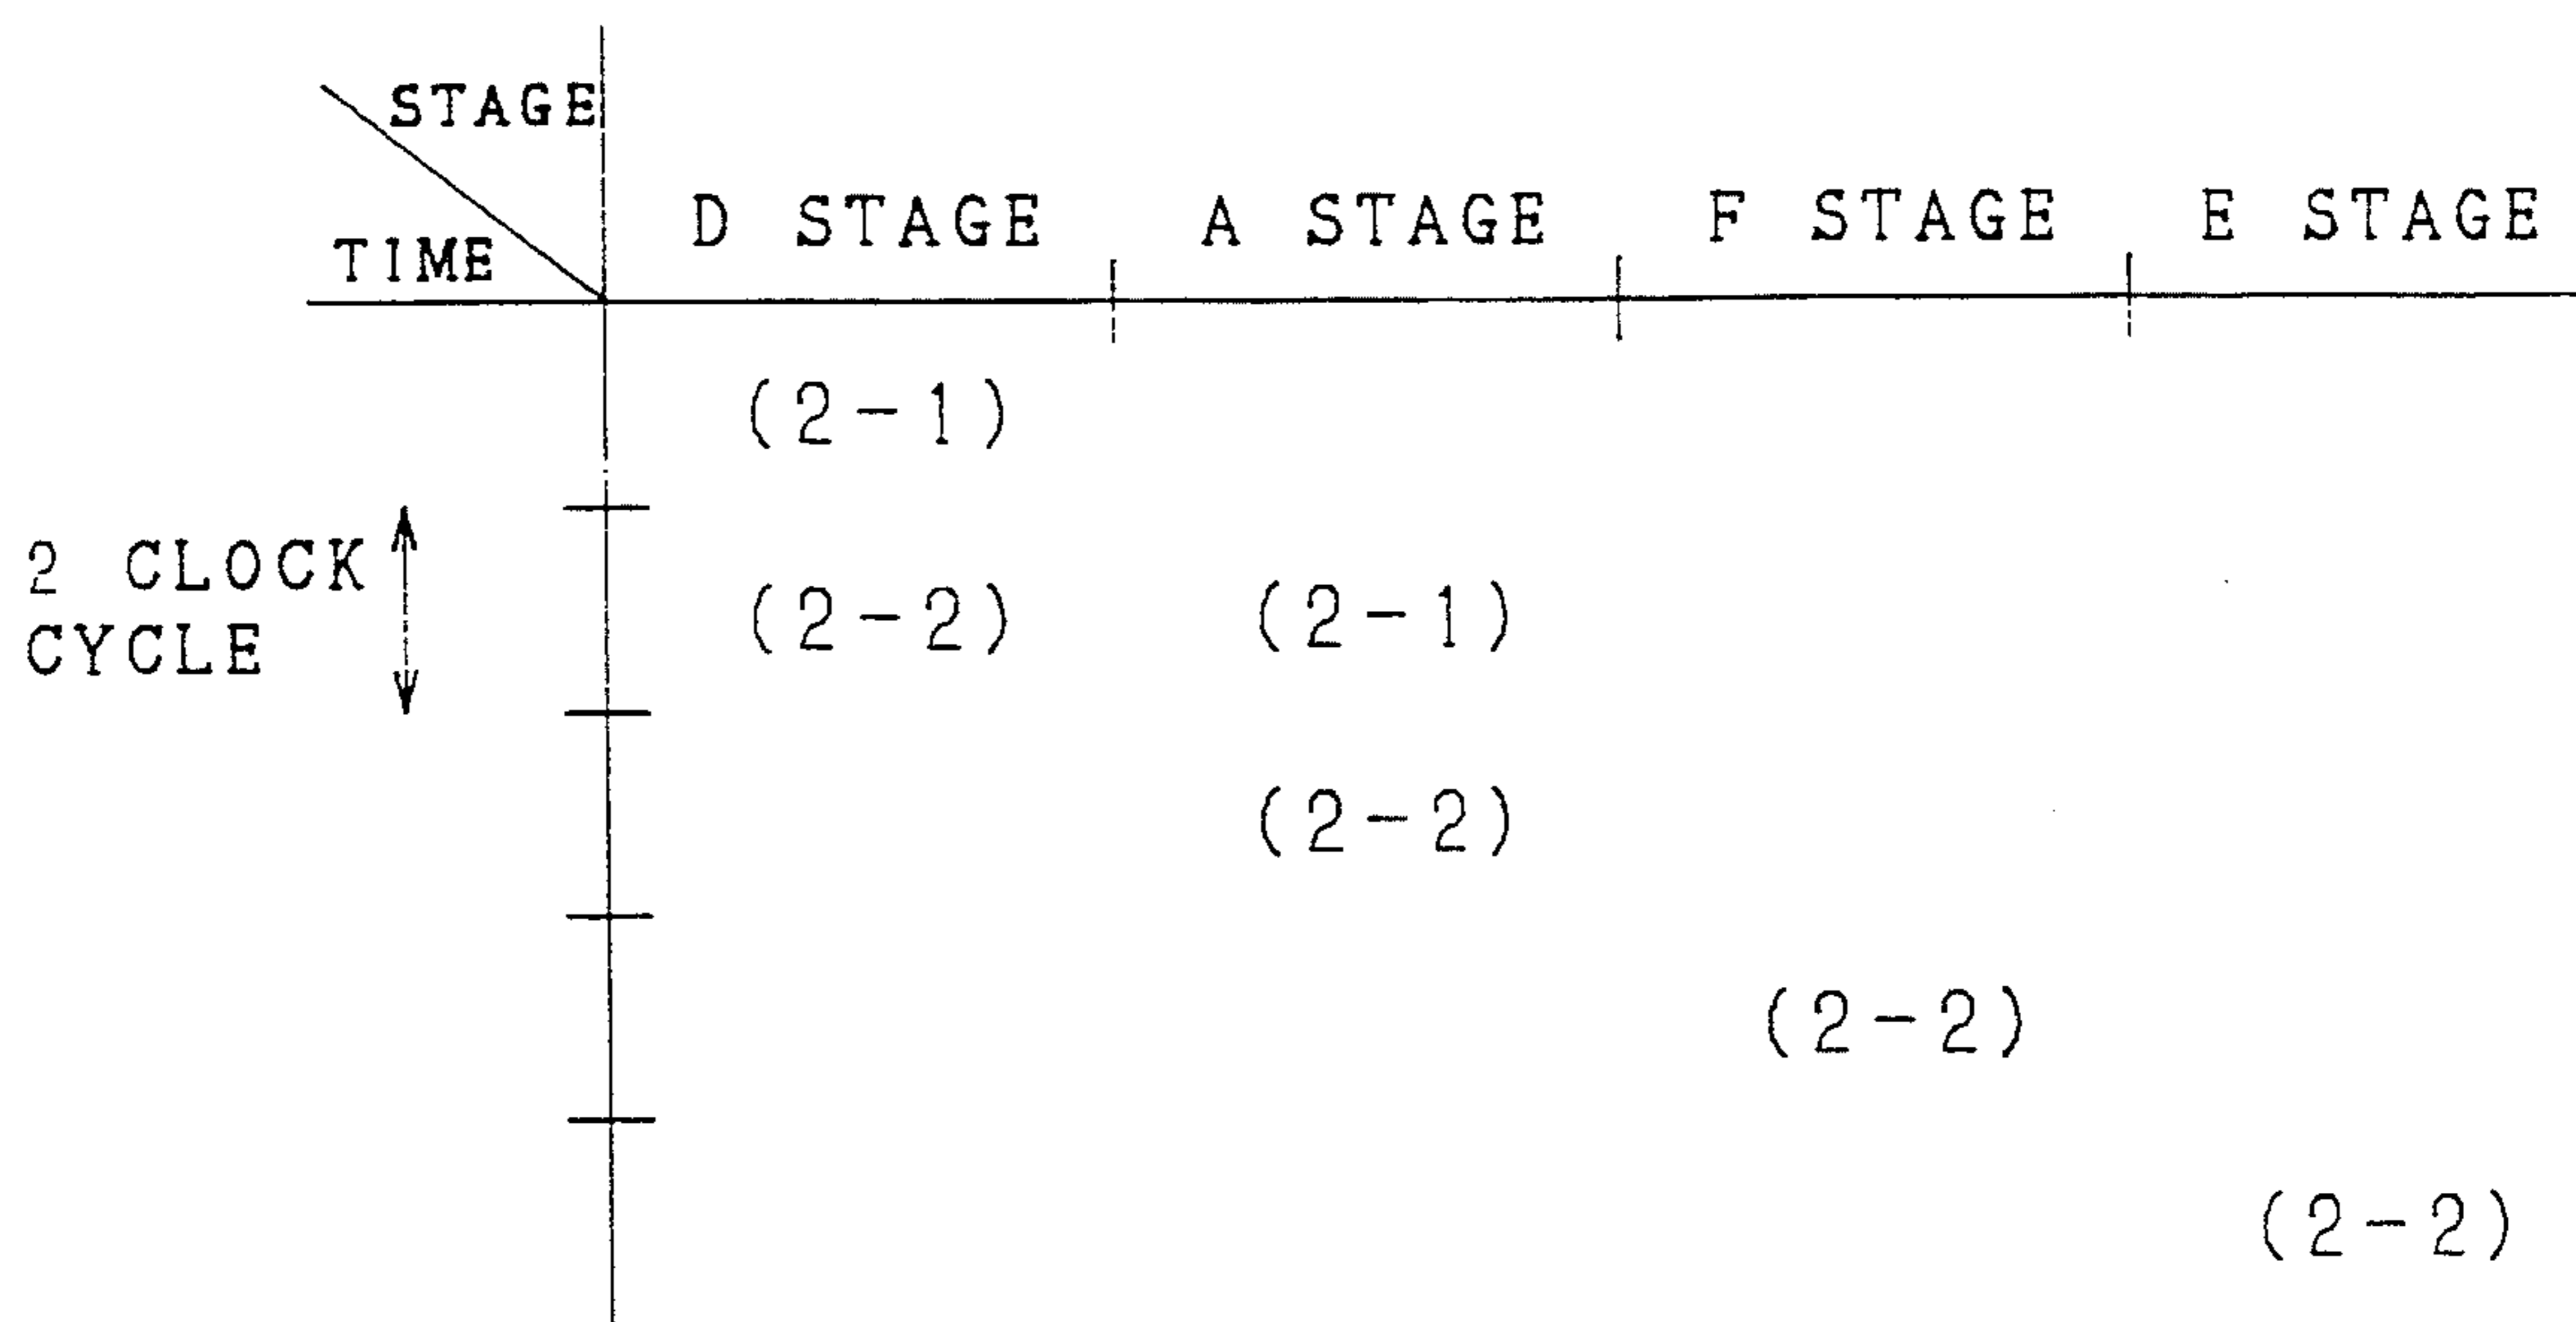 STAGE
TIME
D STAGE A STAGE F STAGE E STAGE
(2-1)
2 CLOCK
CYCLE
(2-2) (2-1)
(2-2)
(2-2)
(2-2)